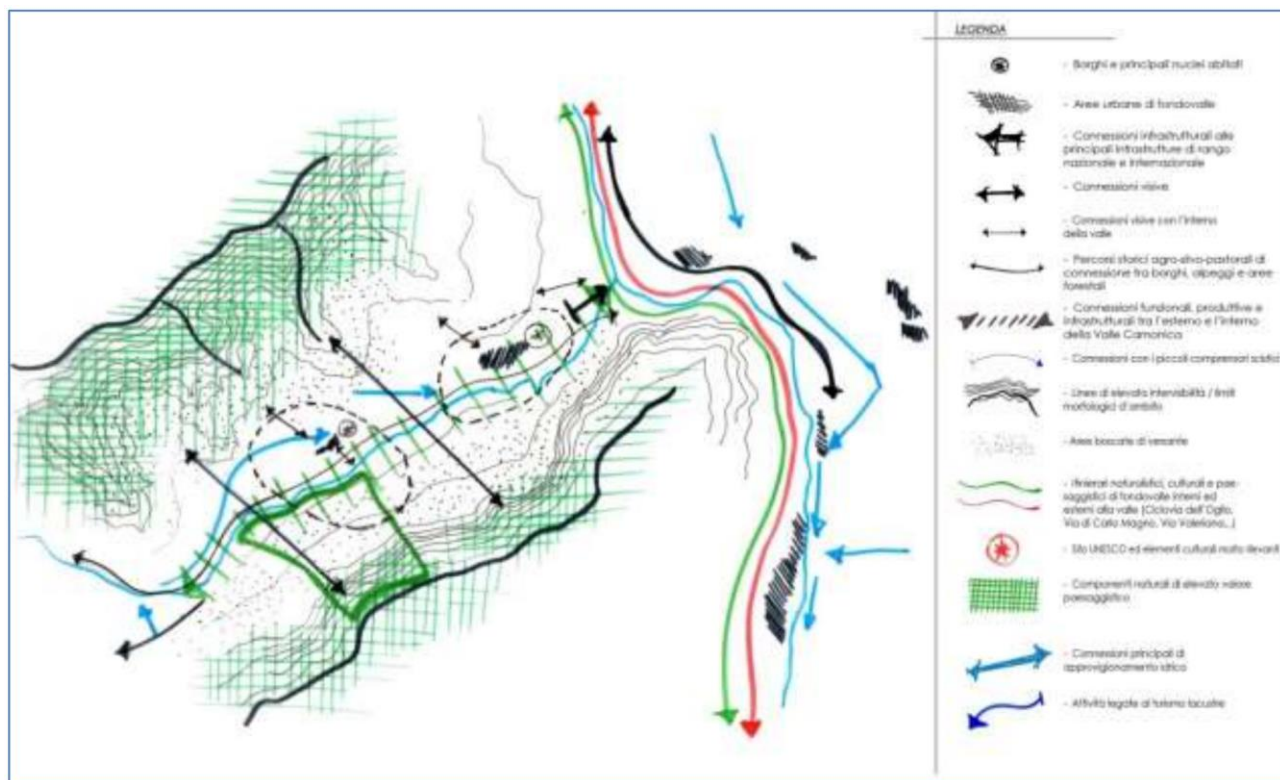 LEGENDA
- Borghi e principali nuclei abitati
- Aree urbane di fondovalle
- Connessioni infrastrutturali alle
principali infrastrutture di rango
nazionale e internazionale
- Connessioni visive
- Connessioni visive con l'interno
della valle
- Percorsi storici agro-silvo-pastorali di
connessione tra borghi, alpeggi e aree
forestali
- Connessioni funzionali, produttive e
infrastrutturali tra l'esterno e l'interno
della Valle Camonica
- Connessioni con i piccoli comprensori sciistici
- Linee di elevata intervisibilità / limiti
morfologici d'ambito
- Aree boscate di versante
- Itinerari naturalistici, culturali e pae-
saggistici di fondovalle interni ed
esterni alla valle (Ciclovia dell'Oglio,
Via di Carlo Magno, Via Valeriana,..)
- Sito UNESCO ed elementi culturali molto rilevanti
- Componenti naturali di elevato valore
paesaggistico
- Connessioni principali di
approvigionamento idrico
- Attività legate al turismo lacustre